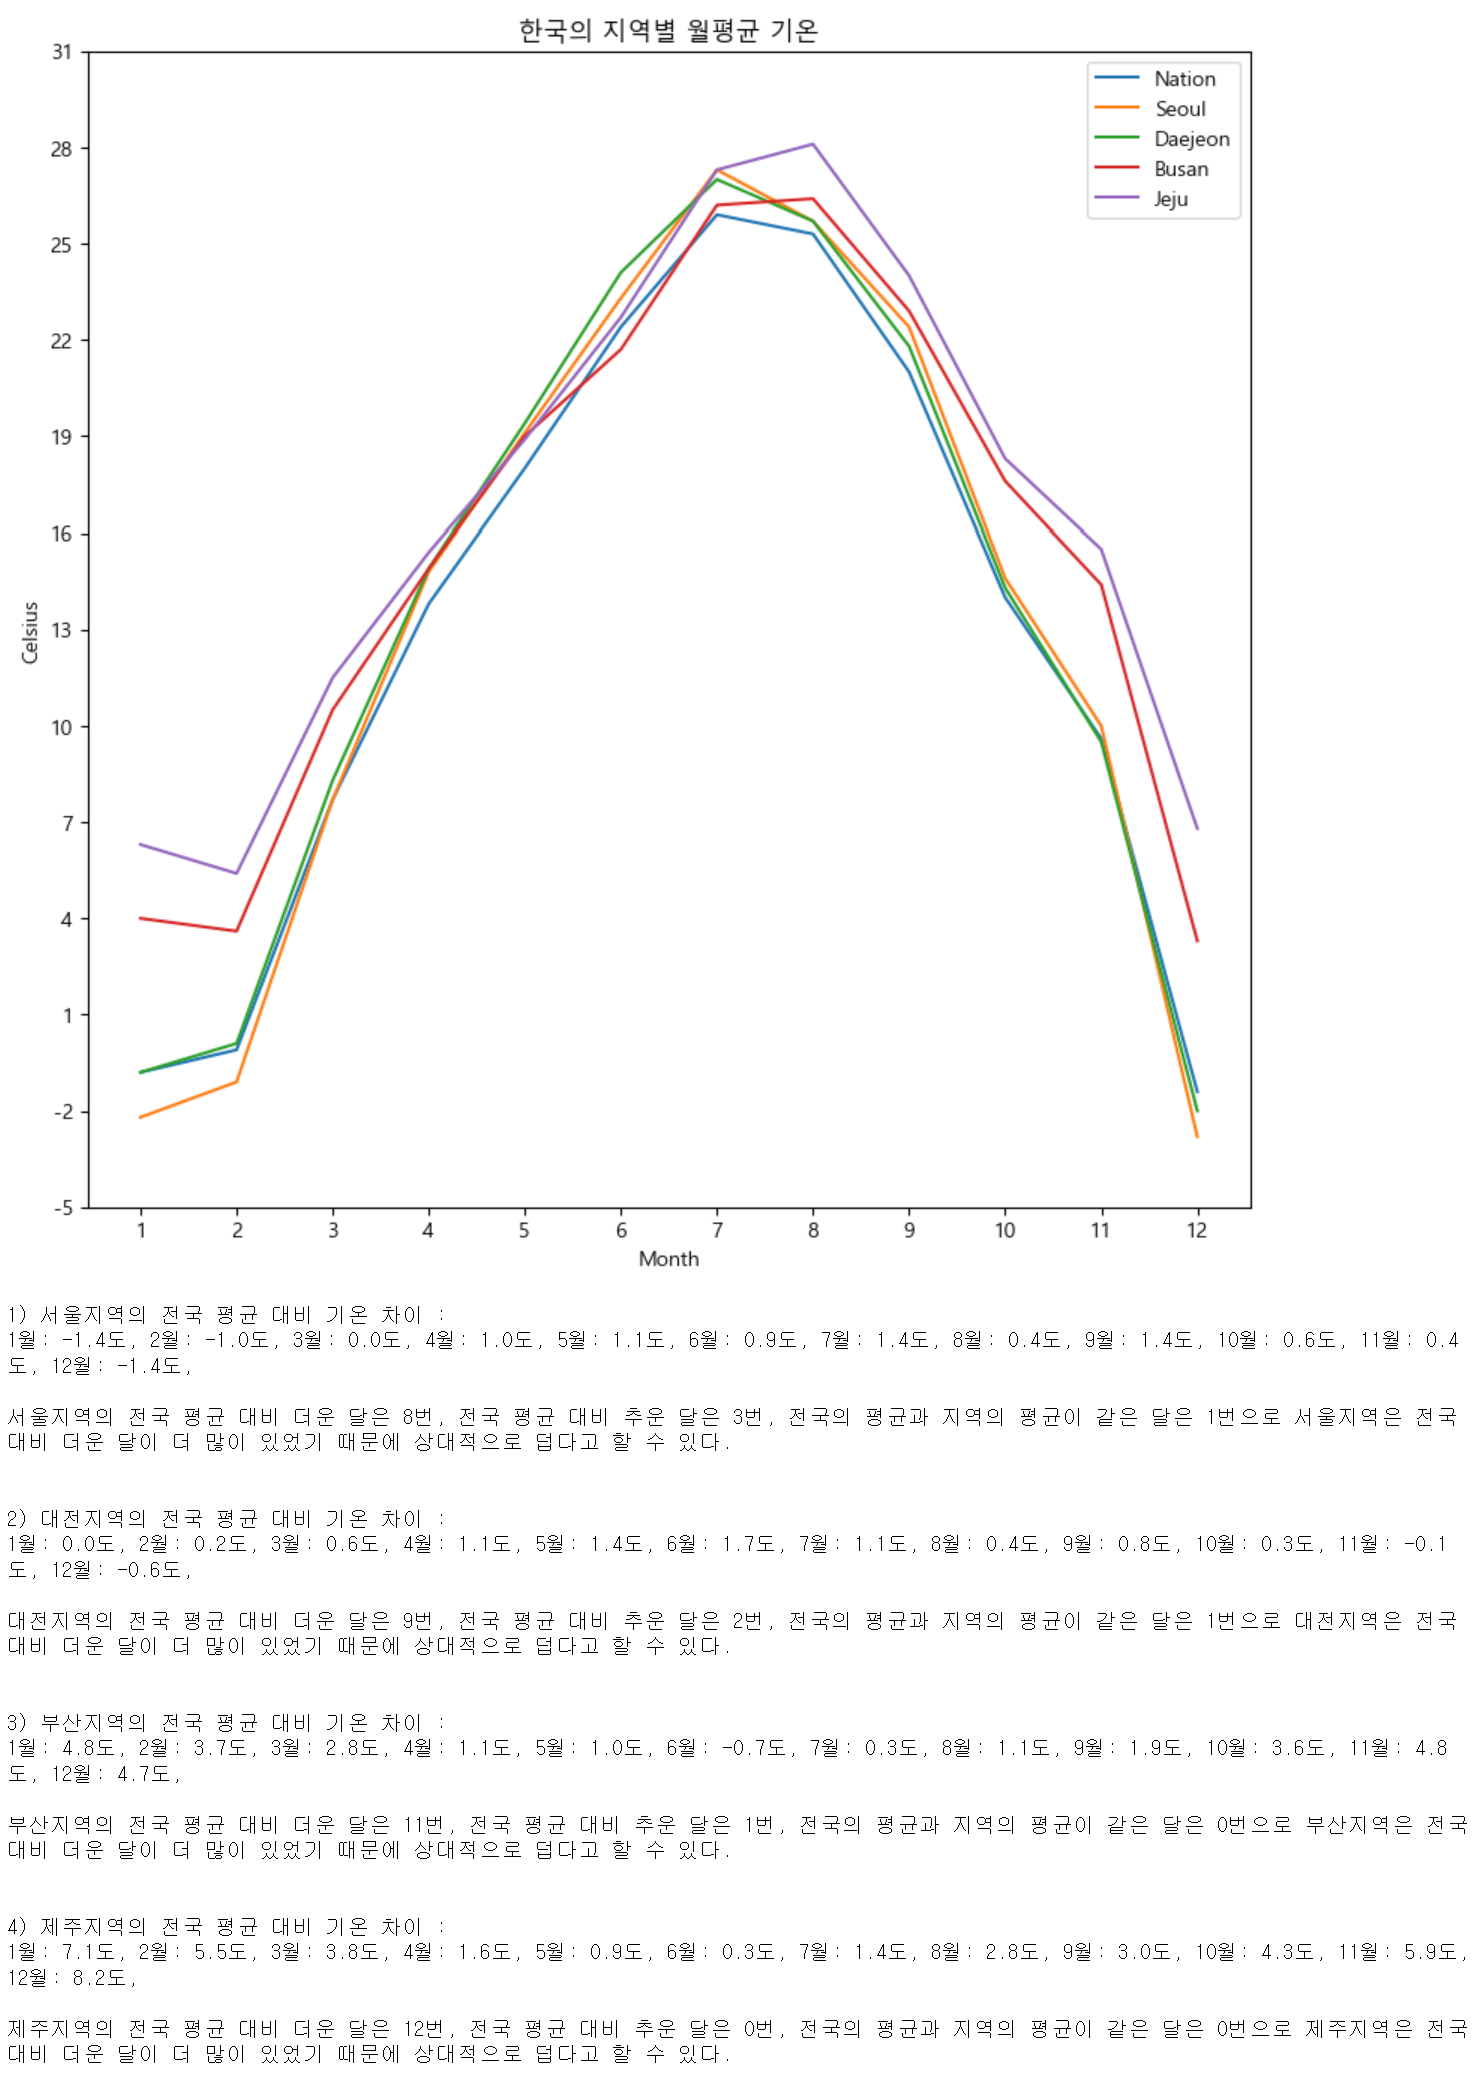 한국의 지역별 월평균 기온
31
28
25
22
19
16
13
10
7
4
1
-2
-5
Celsius
Nation
Seoul
Daejeon
Busan
Jeju
1 2 3 4 5 6 7 8 9 10 11 12
Month
1) 서울지역의 전국 평균 대비 기온 차이 :
1월: -1.4도, 2월: -1.0도, 3월: 0.0도, 4월: 1.0도, 5월: 1.1도, 6월: 0.9도, 7월: 1.4도, 8월: 0.4도, 9월: 1.4도, 10월: 0.6도, 11월: 0.4
도, 12월: -1.4도,
서울지역의 전국 평균 대비 더운 달은 8번, 전국 평균 대비 추운 달은 3번, 전국의 평균과 지역의 평균이 같은 달은 1번으로 서울지역은 전국
대비 더운 달이 더 많이 있었기 때문에 상대적으로 덥다고 할 수 있다.
2) 대전지역의 전국 평균 대비 기온 차이 :
1월: 0.0도, 2월: 0.2도, 3월: 0.6도, 4월: 1.1도, 5월: 1.4도, 6월: 1.7도, 7월: 1.1도, 8월: 0.4도, 9월: 0.8도, 10월: 0.3도, 11월: -0.1
도, 12월: -0.6도,
대전지역의 전국 평균 대비 더운 달은 9번, 전국 평균 대비 추운 달은 2번, 전국의 평균과 지역의 평균이 같은 달은 1번으로 대전지역은 전국
대비 더운 달이 더 많이 있었기 때문에 상대적으로 덥다고 할 수 있다.
3) 부산지역의 전국 평균 대비 기온 차이 :
1월: 4.8도, 2월: 3.7도, 3월: 2.8도, 4월: 1.1도, 5월: 1.0도, 6월: -0.7도, 7월: 0.3도, 8월: 1.1도, 9월: 1.9도, 10월: 3.6도, 11월: 4.8
도, 12월: 4.7도,
부산지역의 전국 평균 대비 더운 달은 11번, 전국 평균 대비 추운 달은 1번, 전국의 평균과 지역의 평균이 같은 달은 0번으로 부산지역은 전국
대비 더운 달이 더 많이 있었기 때문에 상대적으로 덥다고 할 수 있다.
4) 제주지역의 전국 평균 대비 기온 차이 :
1월: 7.1도, 2월: 5.5도, 3월: 3.8도, 4월: 1.6도, 5월: 0.9도, 6월: 0.3도, 7월: 1.4도, 8월: 2.8도, 9월: 3.0도, 10월: 4.3도, 11월: 5.9도,
12월: 8.2도,
제주지역의 전국 평균 대비 더운 달은 12번, 전국 평균 대비 추운 달은 0번, 전국의 평균과 지역의 평균이 같은 달은 0번으로 제주지역은 전국
대비 더운 달이 더 많이 있었기 때문에 상대적으로 덥다고 할 수 있다.